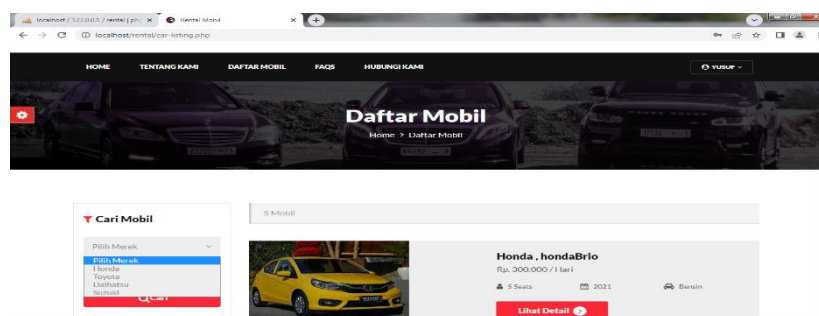 localhost / 127.0.0.1 / rental | ph
Rental Mobil
localhost/rental/car-listing.php
HOME
TENTANG KAMI
DAFTAR MOBIL
FAQS
HUBUNGI KAMI
YUSUF
Daftar Mobil
Home > Daftar Mobil
Cari Mobil
5 Mobil
Pilih Merek
Pilih Merek
Honda
Toyota
Daihatsu
Suzuki
Cari
Honda , hondaBrio
Rp. 300.000 / Hari
5 Seats
2021
Bensin
Lihat Detail